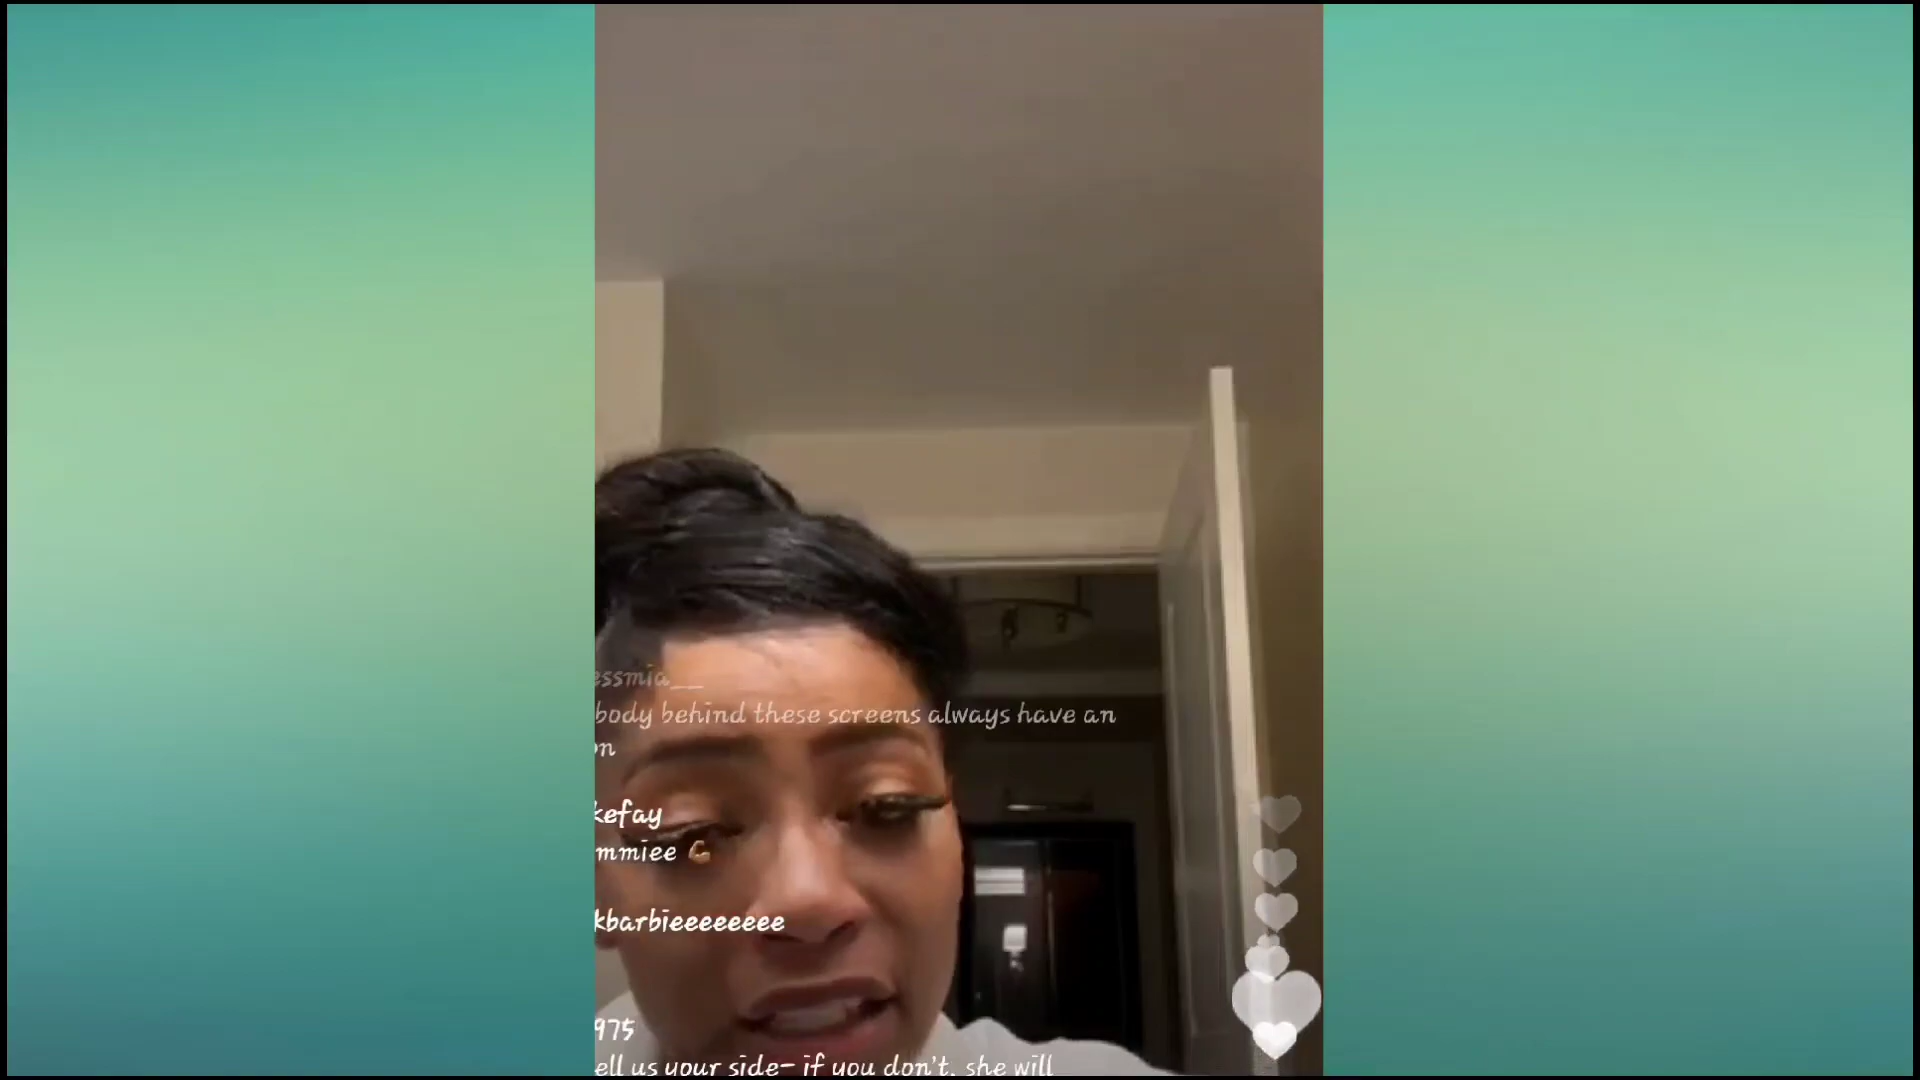 essmia__
body behind these screens always have an
on
kefay
mmiee 💪
kbarbieeeeeeee
975
ell us your side- if you don't, she will